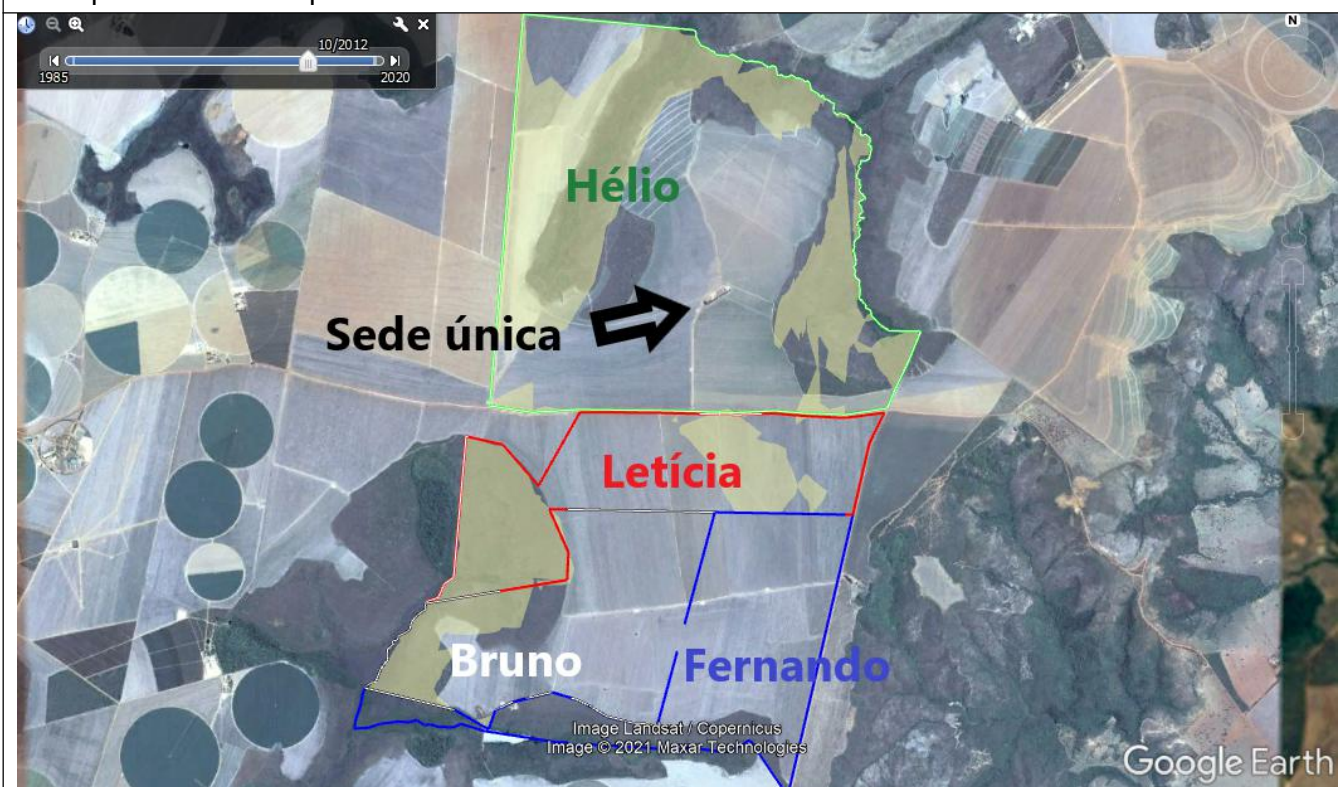 10/2012
1985
2020
N
Hélio
Sede única
Letícia
Bruno
Fernando
Image Landsat / Copernicus
Image © 2021 Maxar Technologies
Google Earth